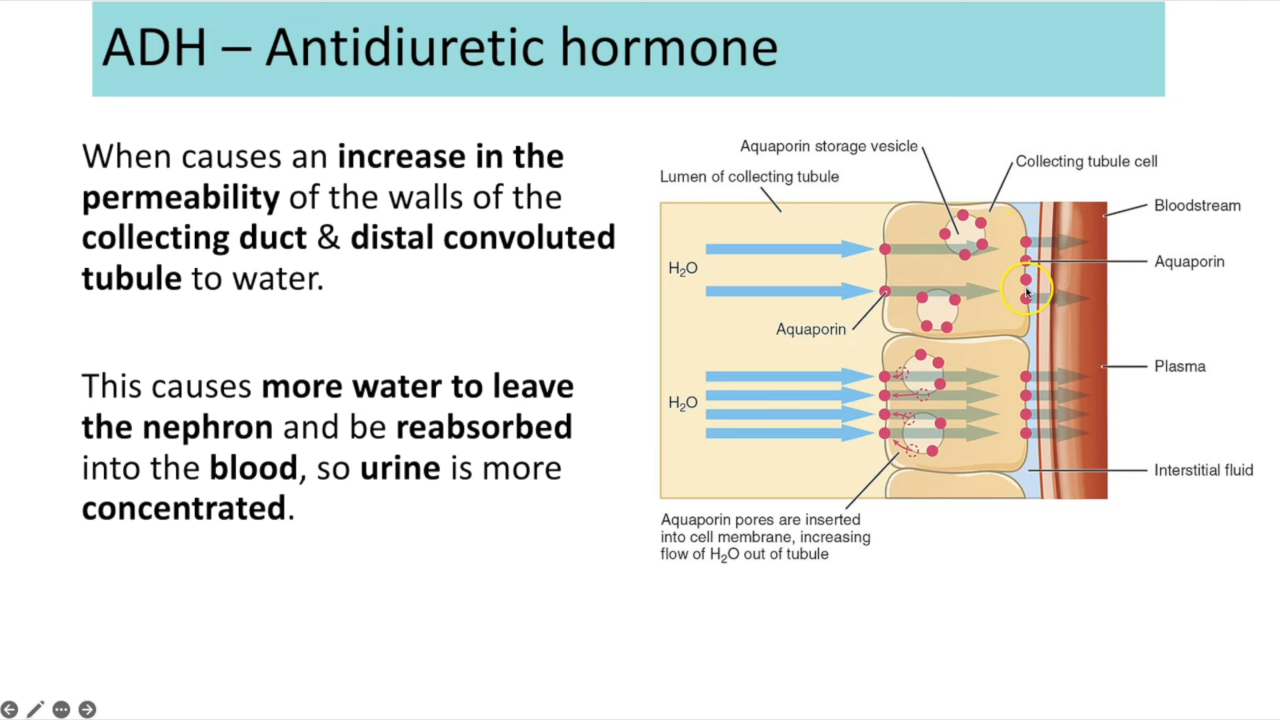 ADH – Antidiuretic hormone
When causes an increase in the
permeability of the walls of the
collecting duct & distal convoluted
tubule to water.
This causes more water to leave
the nephron and be reabsorbed
into the blood, so urine is more
concentrated.
Aquaporin storage vesicle
Collecting tubule cell
Lumen of collecting tubule
Bloodstream
H₂O
Aquaporin
Aquaporin
Plasma
H₂O
Interstitial fluid
Aquaporin pores are inserted
into cell membrane, increasing
flow of H₂O out of tubule